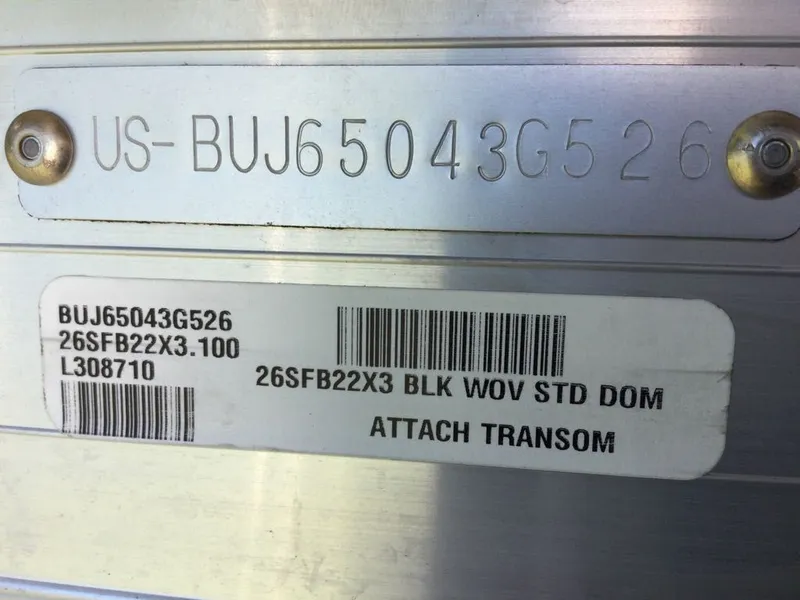 US-BUJ65043G526
BUJ65043G526
26SFB22X3.100
L308710
26SFB22X3 BLK WOV STD DOM
ATTACH TRANSOM